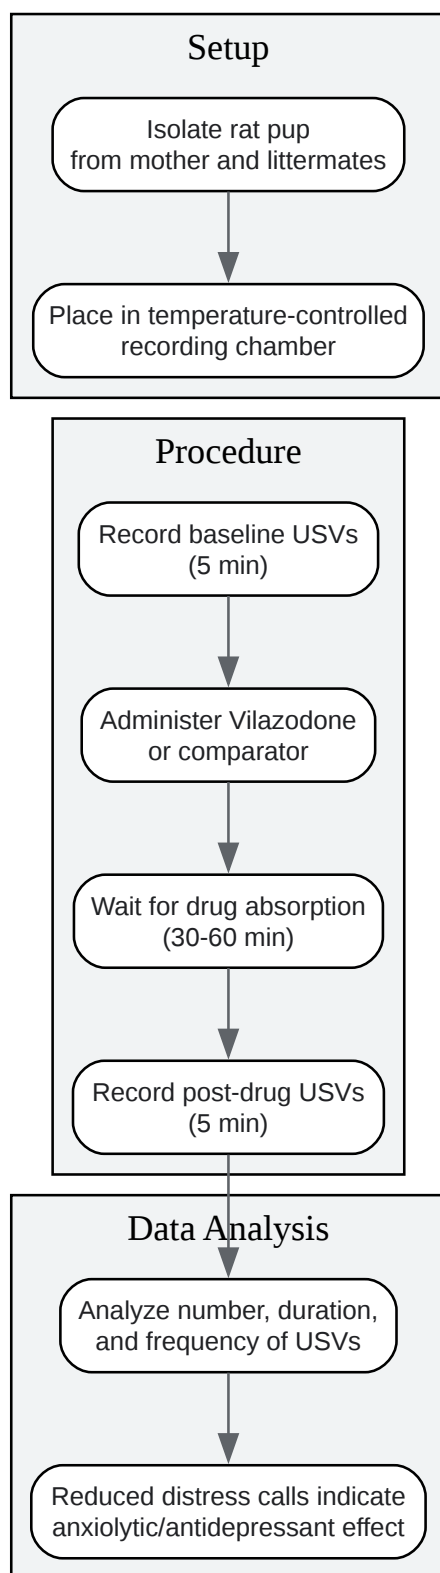 Setup
Isolate rat pup
from mother and littermates
Place in temperature-controlled
recording chamber
Procedure
Record baseline USVs
(5 min)
Administer Vilazodone
or comparator
Wait for drug absorption
(30-60 min)
Record post-drug USVs
(5 min)
Data Analysis
Analyze number, duration,
and frequency of USVs
Reduced distress calls indicate
anxiolytic/antidepressant effect